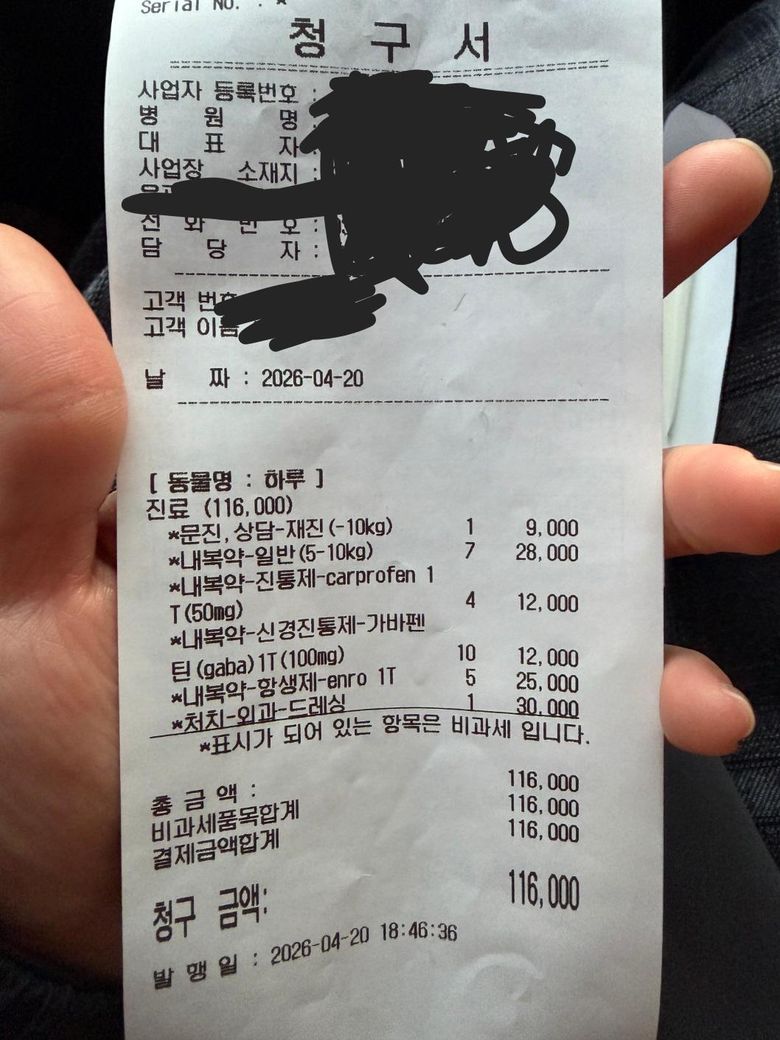 Serial No. : *
청 구 서
사업자 등록번호 :
병 원 명 :
대 표 자 :
사업장 소재지 :
전 화 번 호 :
담 당 자 :
고객 번호
고객 이름
날 짜 : 2026-04-20
[ 동물명 : 하루 ]
진료 (116,000)
*문진,상담-재진(-10kg) 1 9,000
*내복약-일반(5-10kg) 7 28,000
*내복약-진통제-carprofen 1
T(50mg) 4 12,000
*내복약-신경진통제-가바펜
틴(gaba)1T(100mg) 10 12,000
*내복약-항생제-enro 1T 5 25,000
*처치-외과-드레싱 1 30,000
*표시가 되어 있는 항목은 비과세 입니다.
총 금 액 : 116,000
비과세품목합계 116,000
결제금액합계 116,000
청구 금액: 116,000
발 행 일 : 2026-04-20 18:46:36